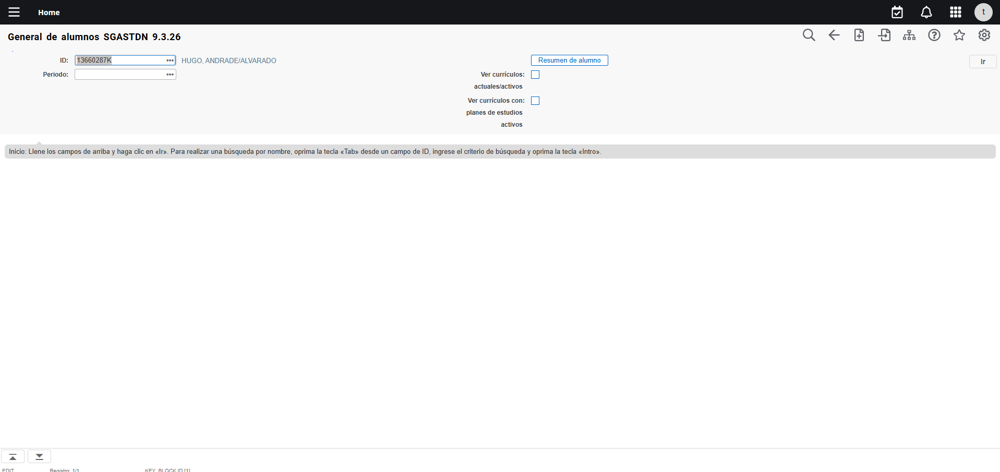 Home
t
General de alumnos SGASTDN 9.3.26
ID: 13660287K ••• HUGO, ANDRADE/ALVARADO
Resumen de alumno
Ir
Periodo: •••
Ver currículos:
actuales/activos
Ver currículos con:
planes de estudios
activos
Inicio: Llene los campos de arriba y haga clic en «Ir». Para realizar una búsqueda por nombre, oprima la tecla «Tab» desde un campo de ID, ingrese el criterio de búsqueda y oprima la tecla «Intro».
EDIT Registro: 1/1 KEY_BLOCK.ID [1]